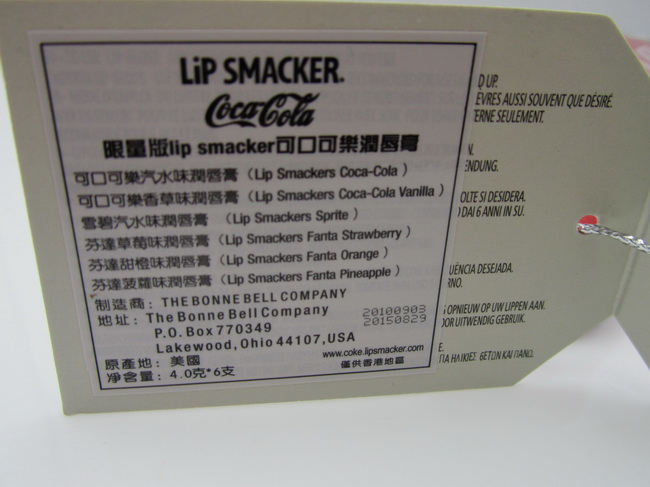 LiP SMACKER.
Coca-Cola
限量版lip smacker可口可樂潤唇膏
可口可樂汽水味潤唇膏（Lip Smackers Coca-Cola）
可口可樂香草味潤唇膏（Lip Smackers Coca-Cola Vanilla）
雪碧汽水味潤唇膏（Lip Smackers Sprite）
芬達草莓味潤唇膏（Lip Smackers Fanta Strawberry）
芬達甜橙味潤唇膏（Lip Smackers Fanta Orange）
芬達菠蘿味潤唇膏（Lip Smackers Fanta Pineapple）
制造商：THE BONNE BELL COMPANY
地址：The Bonne Bell Company
P.O. Box 770349
Lakewood, Ohio 44107, USA
20100903
20150829
www.coke.lipsmacker.com
原產地：美國
僅供香港地區
淨含量：4.0克*6支
D UP.
ÈVRES AUSSI SOUVENT QUE DÉSIRÉ.
TERNE SEULEMENT.
N.
ENDUNG.
OLTE SI DESIDERA.
DAI 6 ANNI IN SU.
UÊNCIA DESEJADA.
RNO.
OPNIEUW OP UW LIPPEN AAN.
OOR UITWENDIG GEBRUIK.
E.
ΓΙΑ ΗΛΙΚΙΕΣ 6ΕΤΩΝ ΚΑΙ ΠΑΝΩ.